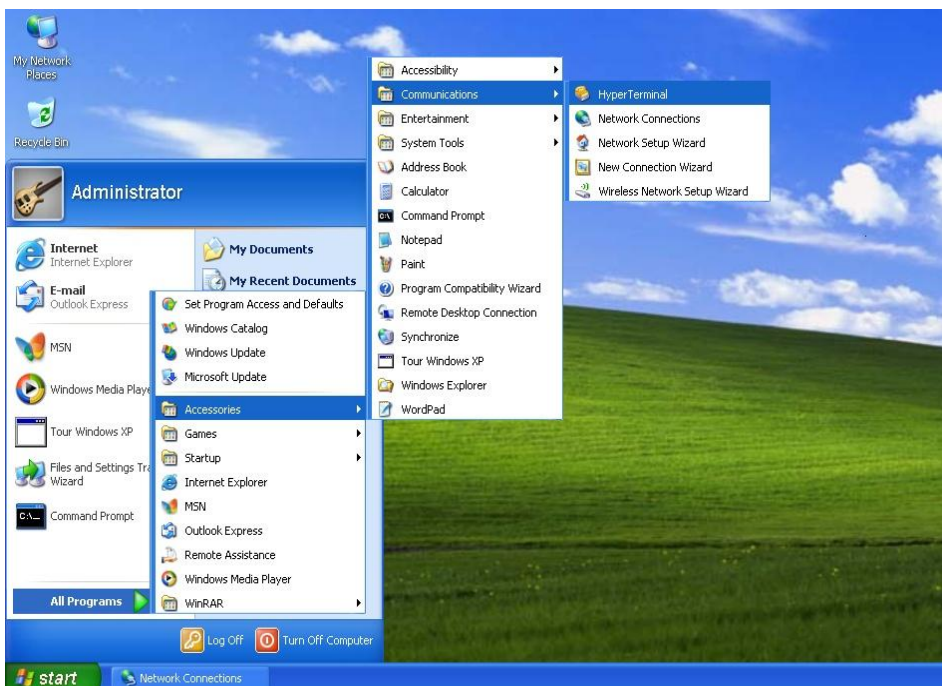 My Network
Places
Recycle Bin
Administrator
Internet
Internet Explorer
E-mail
Outlook Express
MSN
Windows Media Playe
Tour Windows XP
Files and Settings Tra
Wizard
Command Prompt
All Programs
My Documents
My Recent Documents
Set Program Access and Defaults
Windows Catalog
Windows Update
Microsoft Update
Accessories
Games
Startup
Internet Explorer
MSN
Outlook Express
Remote Assistance
Windows Media Player
WinRAR
Accessibility
Communications
Entertainment
System Tools
Address Book
Calculator
Command Prompt
Notepad
Paint
Program Compatibility Wizard
Remote Desktop Connection
Synchronize
Tour Windows XP
Windows Explorer
WordPad
HyperTerminal
Network Connections
Network Setup Wizard
New Connection Wizard
Wireless Network Setup Wizard
Log Off
Turn Off Computer
start
Network Connections